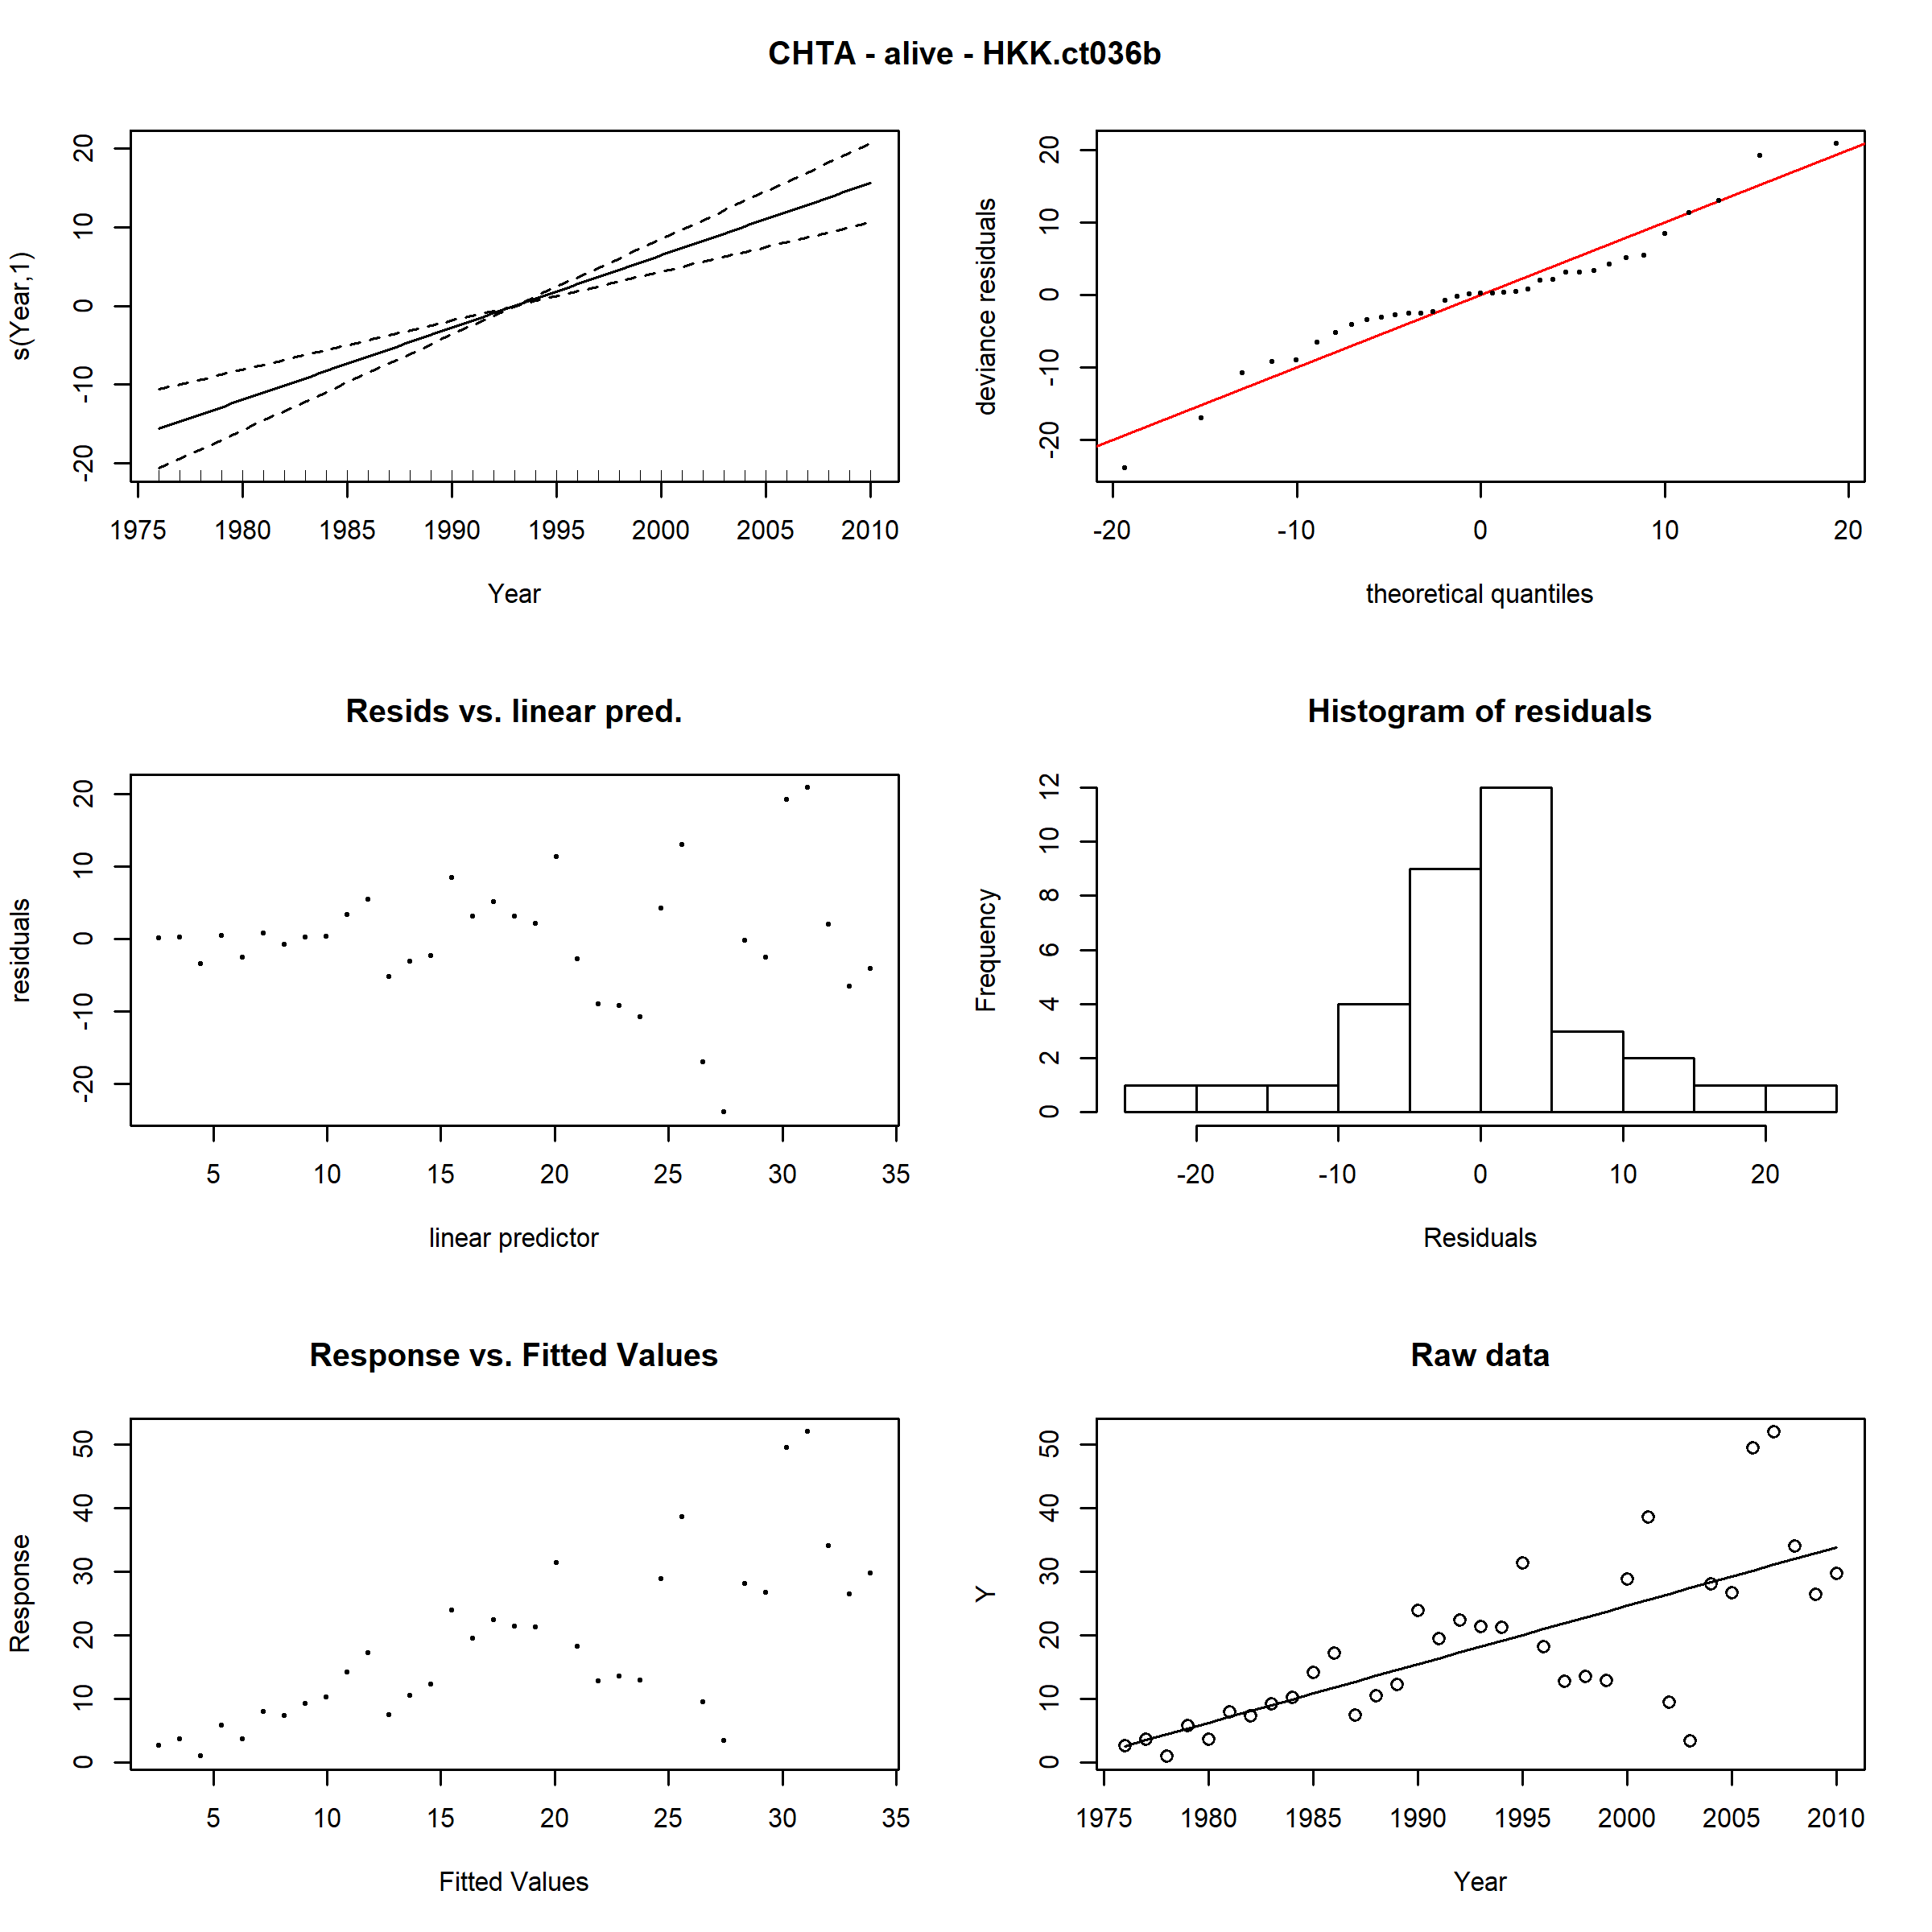 CHTA - alive - HKK.ct036b
s(Year,1)
20
10
0
-10
-20
1975 1980 1985 1990 1995 2000 2005 2010
Year
deviance residuals
20
10
0
-10
-20
-20 -10 0 10 20
theoretical quantiles
Resids vs. linear pred.
residuals
20
10
0
-10
-20
5 10 15 20 25 30 35
linear predictor
Histogram of residuals
Frequency
12
10
8
6
4
2
0
-20 -10 0 10 20
Residuals
Response vs. Fitted Values
Response
50
40
30
20
10
0
5 10 15 20 25 30 35
Fitted Values
Raw data
Y
50
40
30
20
10
0
1975 1980 1985 1990 1995 2000 2005 2010
Year